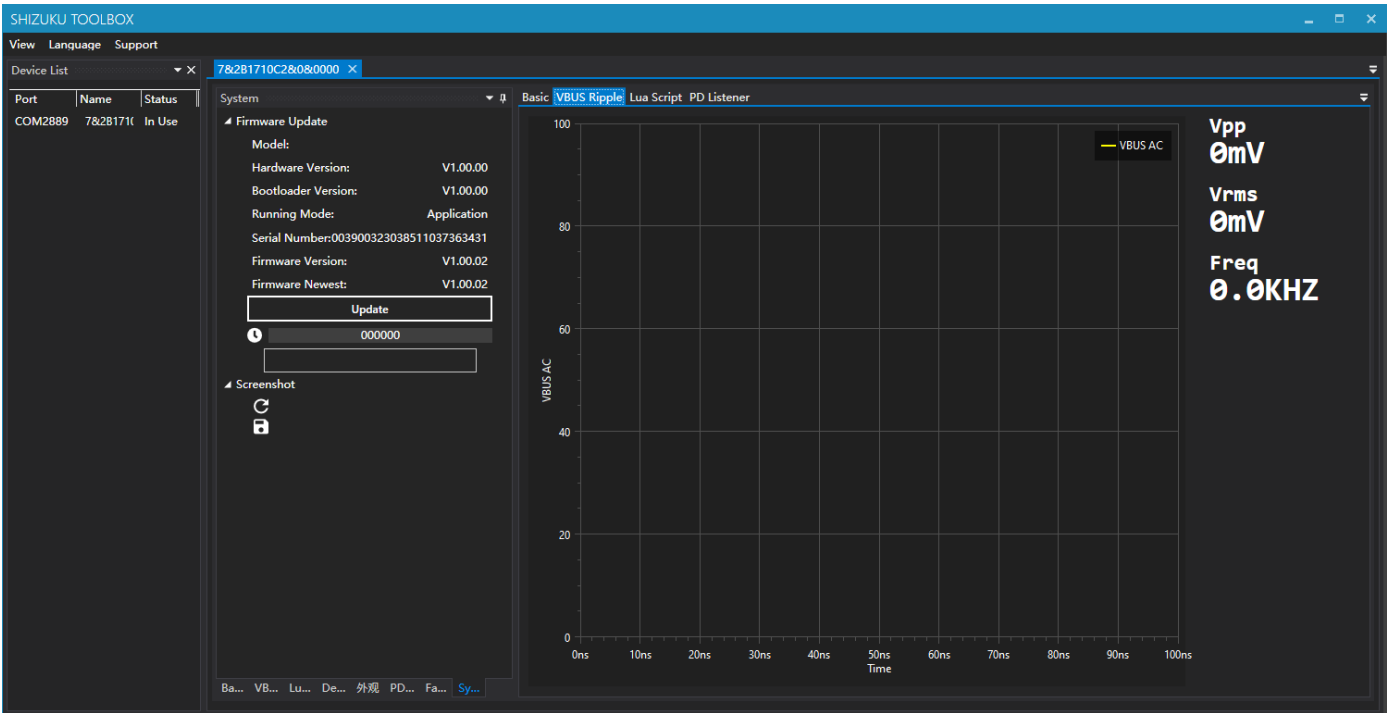 SHIZUKU TOOLBOX
View Language Support
Device List
Port Name Status
COM2889 7&2B171( In Use
7&2B1710C2&0&0000
System
Firmware Update
Model:
Hardware Version: V1.00.00
Bootloader Version: V1.00.00
Running Mode: Application
Serial Number:003900323038511037363431
Firmware Version: V1.00.02
Firmware Newest: V1.00.02
Update
000000
Screenshot
Ba... VB... Lu... De... 外观 PD... Fa... Sy...
Basic VBUS Ripple Lua Script PD Listener
VBUS AC
100
80
60
40
20
0
VBUS AC
0ns 10ns 20ns 30ns 40ns 50ns 60ns 70ns 80ns 90ns 100ns
Time
Vpp
0mV
Vrms
0mV
Freq
0.0KHZ